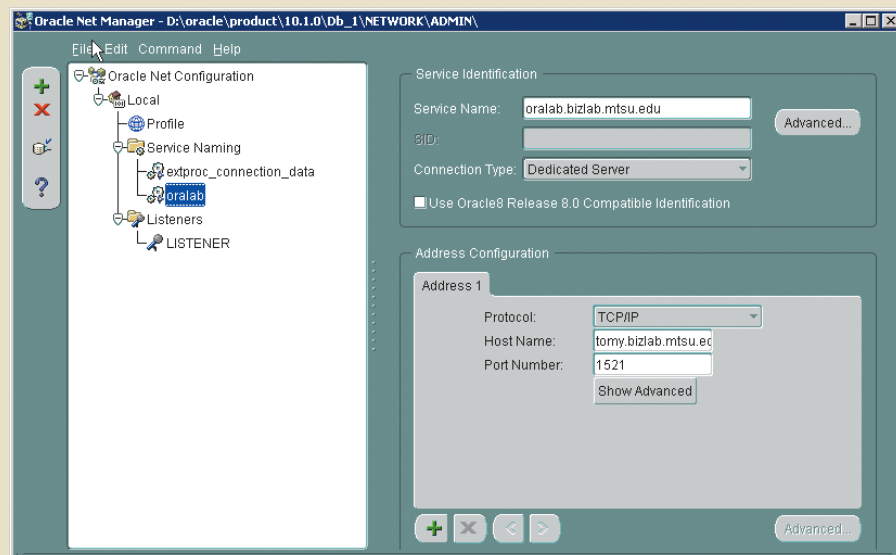 Oracle Net Manager - D:\oracle\product\10.1.0\Db_1\NETWORK\ADMIN\
File Edit Command Help
Oracle Net Configuration
Local
Profile
Service Naming
extproc_connection_data
oralab
Listeners
LISTENER
Service Identification
Service Name: oralab.bizlab.mtsu.edu
Advanced...
SID:
Connection Type: Dedicated Server
Use Oracle8 Release 8.0 Compatible Identification
Address Configuration
Address 1
Protocol: TCP/IP
Host Name: tomy.bizlab.mtsu.ed
Port Number: 1521
Show Advanced
Advanced...